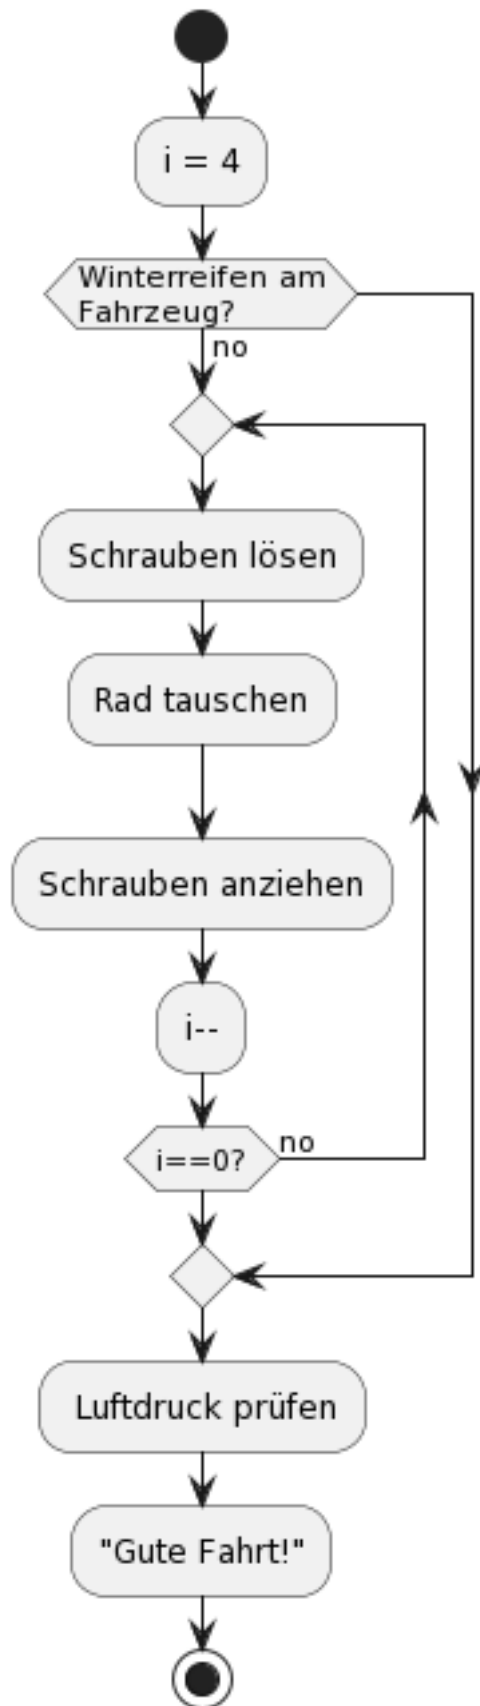 i = 4
Winterreifen am
Fahrzeug?
no
Schrauben lösen
Rad tauschen
Schrauben anziehen
i--
i==0?
no
Luftdruck prüfen
"Gute Fahrt!"